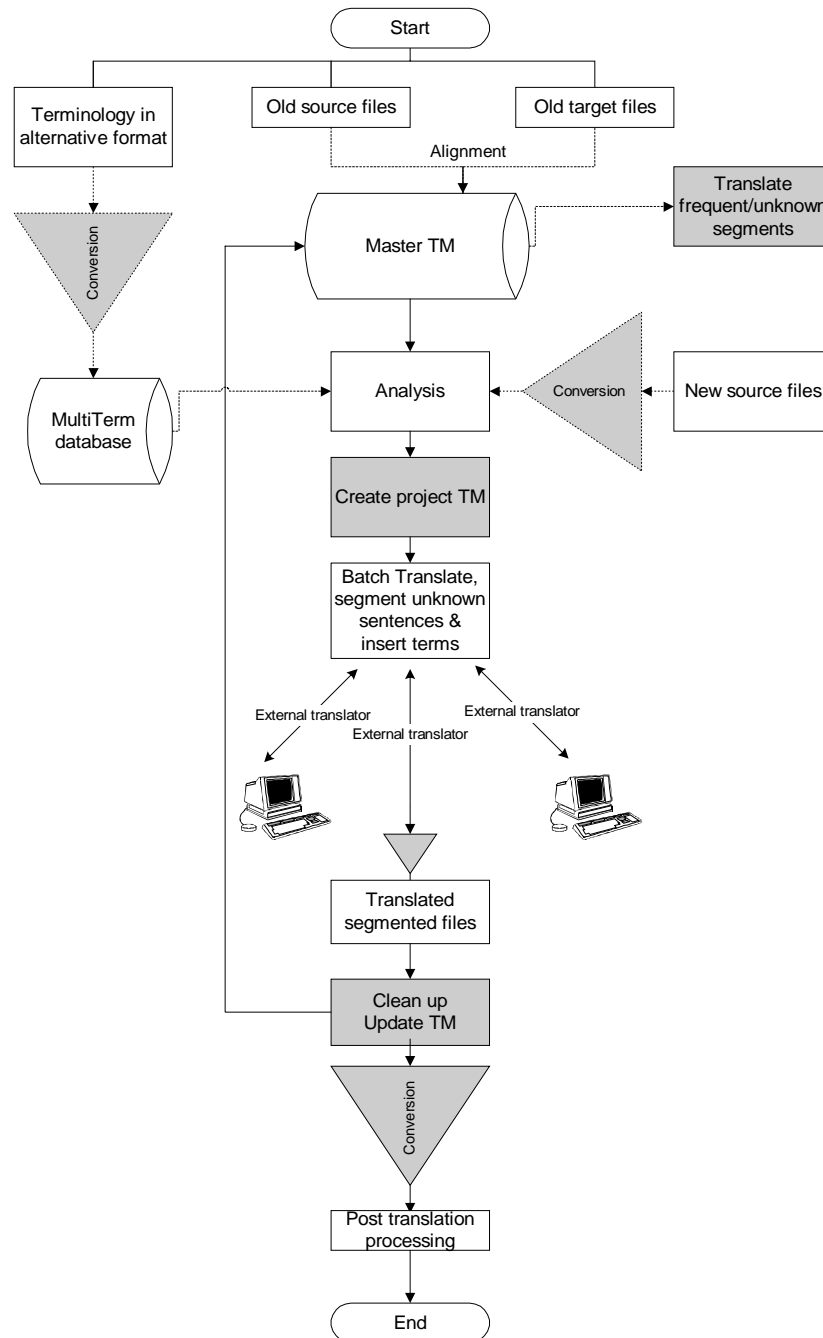 Start
Terminology in
alternative format
Old source files
Old target files
Alignment
Translate
frequent/unknown
segments
Conversion
Master TM
MultiTerm
database
Analysis
Conversion
New source files
Create project TM
Batch Translate,
segment unknown
sentences &
insert terms
External translator
External translator
External translator
Translated
segmented files
Clean up
Update TM
Conversion
Post translation
processing
End